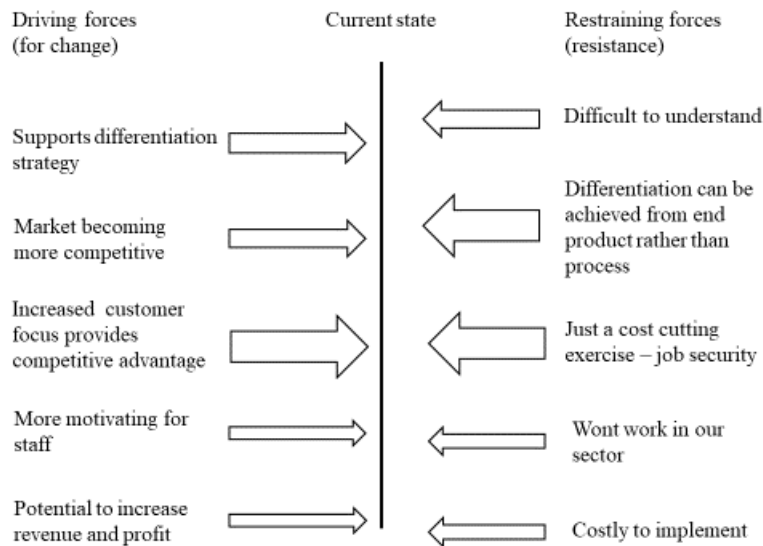 Driving forces
(for change)
Current state
Restraining forces
(resistance)
Supports differentiation
strategy
Market becoming
more competitive
Increased customer
focus provides
competitive advantage
More motivating for
staff
Potential to increase
revenue and profit
Difficult to understand
Differentiation can be
achieved from end
product rather than
process
Just a cost cutting
exercise – job security
Wont work in our
sector
Costly to implement